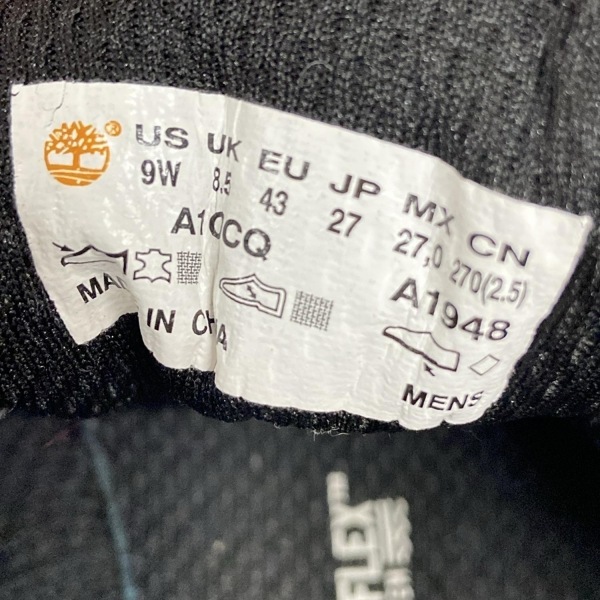 US UK EU JP MX CN
9W 8.5 43 27 27,0 270(2.5)
A1948
IN
MENS
FLEX